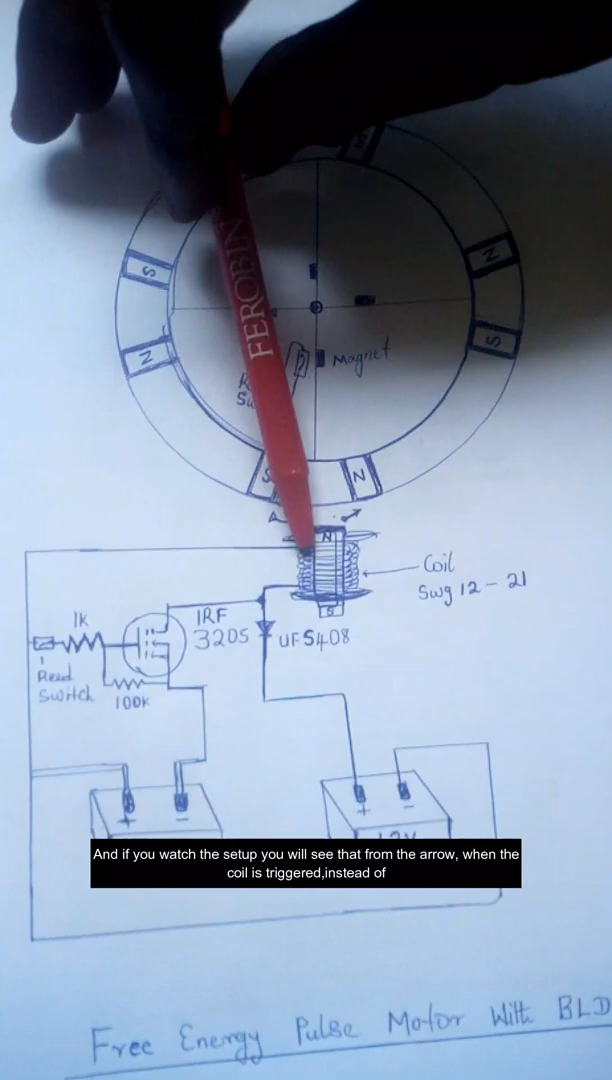 N
S
S
N
S
FEROBIN
Magnet
S
N
N
Coil
Swg 12 - 21
S
1k
IRF
3205
UF5408
Reed
Switch
100k
+
-
+
-
And if you watch the setup you will see that from the arrow, when the
coil is triggered,instead of
Free Energy Pulse Motor With BLD